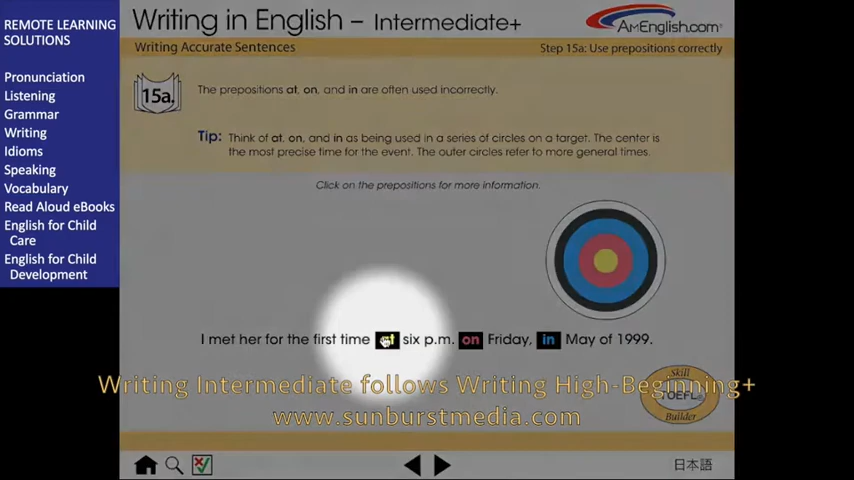 REMOTE LEARNING
SOLUTIONS
Pronunciation
Listening
Grammar
Writing
Idioms
Speaking
Vocabulary
Read Aloud eBooks
English for Child
Care
English for Child
Development
Writing in English – Intermediate+
AMENGLISH.COM®
Writing Accurate Sentences
Step 15a: Use prepositions correctly
15a.
The prepositions at, on, and in are often used incorrectly.
Tip: Think of at, on, and in as being used in a series of circles on a target. The center is
the most precise time for the event. The outer circles refer to more general times.
Click on the prepositions for more information.
I met her for the first time at six p.m. on Friday, in May of 1999.
Skill
TOEFL®
Builder
Writing Intermediate follows Writing High-Beginning+
www.sunburstmedia.com
日本語